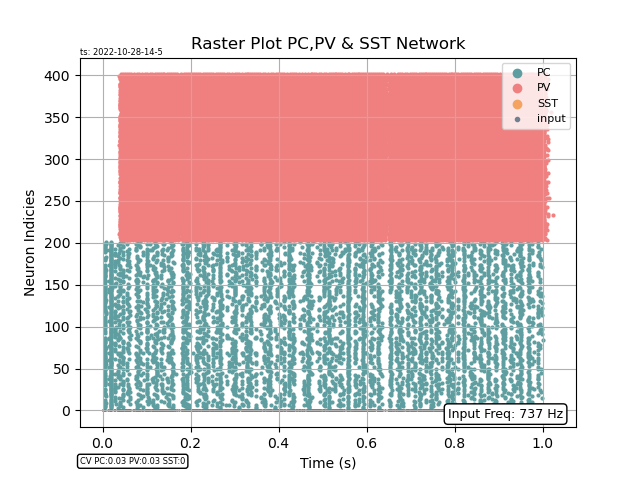 Raster Plot PC,PV & SST Network
ts: 2022-10-28-14-5
PC
PV
SST
input
400
350
300
250
200
150
100
50
0
Neuron Indicies
Input Freq: 737 Hz
0.0 0.2 0.4 0.6 0.8 1.0
Time (s)
CV PC:0.03 PV:0.03 SST:0